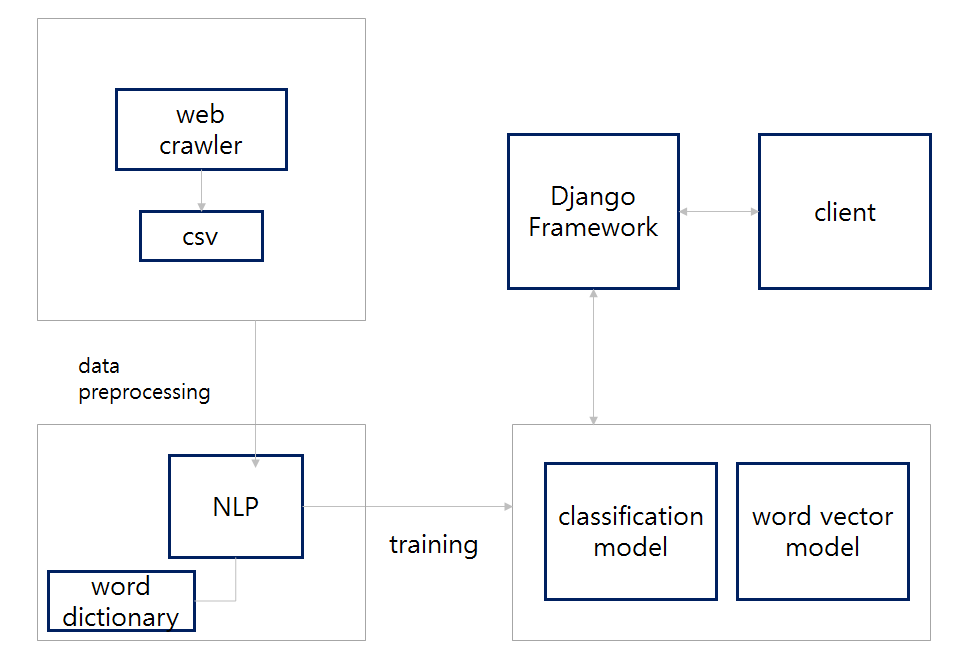 web
crawler
csv
data
preprocessing
NLP
word
dictionary
training
Django
Framework
client
classification
model
word vector
model